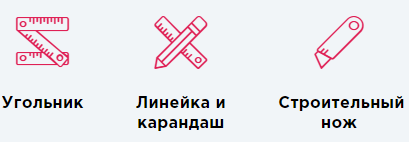 Угольник
Линейка и
карандаш
Строительный
нож